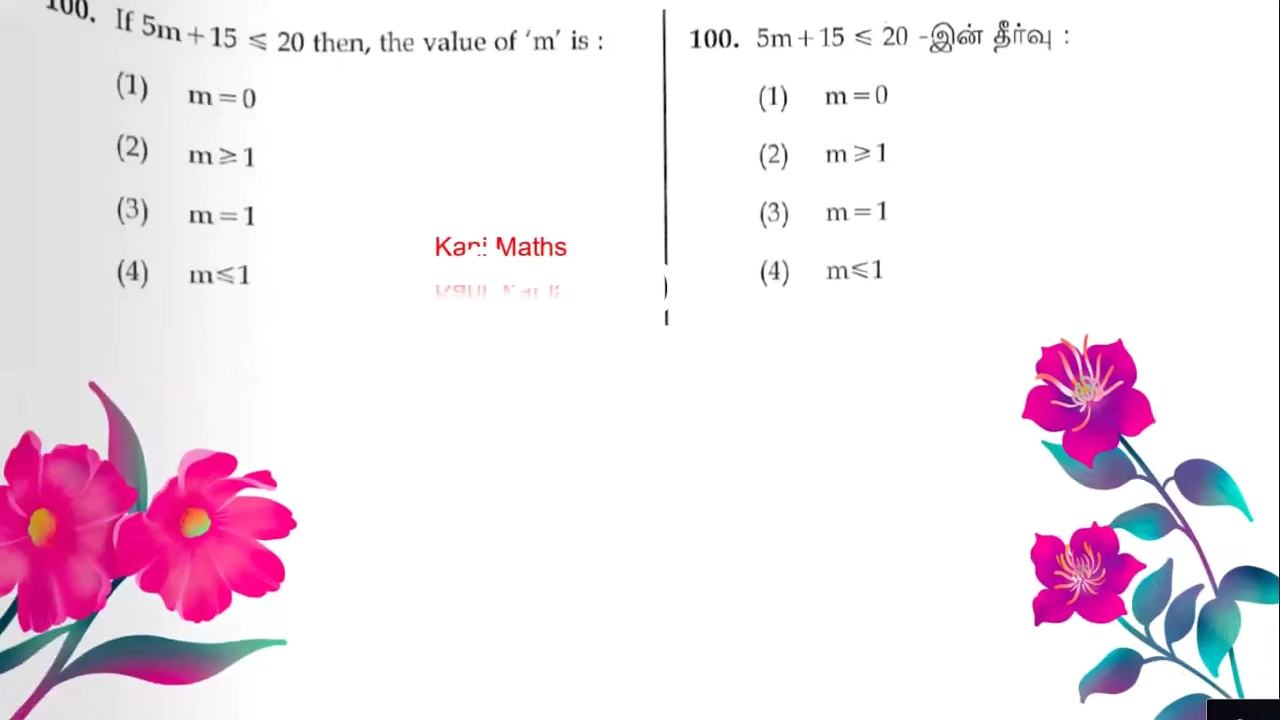 100. If 5m + 15 ⩽ 20 then, the value of ‘m’ is :
(1) m = 0
(2) m ⩾ 1
(3) m = 1
(4) m ⩽ 1
Kani Maths
100. 5m + 15 ⩽ 20 -இன் தீர்வு :
(1) m = 0
(2) m ⩾ 1
(3) m = 1
(4) m ⩽ 1